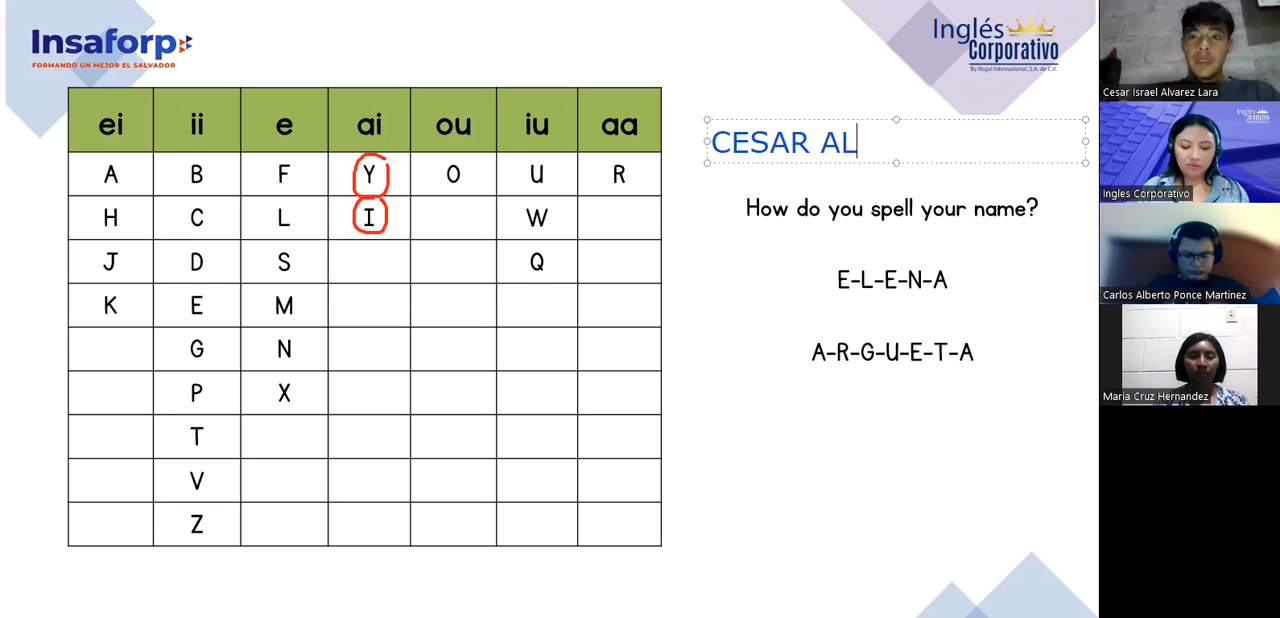 Insaforp
FORMANDO UN MEJOR EL SALVADOR
Inglés
Corporativo
By Regal International, S.A. de C.V.
ei ii e ai ou iu aa
A B F Y O U R
H C L I W
J D S Q
K E M
G N
P X
T
V
Z
CESAR AL
How do you spell your name?
E-L-E-N-A
A-R-G-U-E-T-A
Cesar Israel Alvarez Lara
Ingles Corporativo
Carlos Alberto Ponce Martinez
Maria Cruz Hernandez